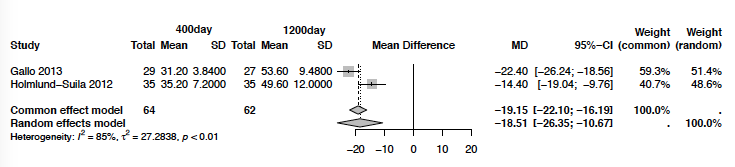 400day 1200day Weight Weight
Study Total Mean SD Total Mean SD Mean Difference MD 95%−CI (common) (random)
Gallo 2013 29 31.20 3.8400 27 53.60 9.4800 −22.40 [−26.24; −18.56] 59.3% 51.4%
Holmlund−Suila 2012 35 35.20 7.2000 35 49.60 12.0000 −14.40 [−19.04; −9.76] 40.7% 48.6%
Common effect model 64 62 −19.15 [−22.10; −16.19] 100.0% .
Random effects model −18.51 [−26.35; −10.67] . 100.0%
Heterogeneity: I² = 85%, τ² = 27.2838, p < 0.01
−20 −10 0 10 20